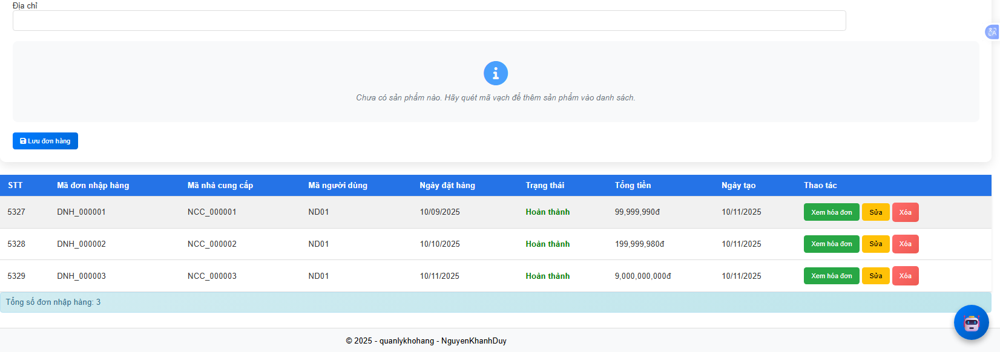 Địa chỉ
Chưa có sản phẩm nào. Hãy quét mã vạch để thêm sản phẩm vào danh sách.
Lưu đơn hàng
STT Mã đơn nhập hàng Mã nhà cung cấp Mã người dùng Ngày đặt hàng Trạng thái Tổng tiền Ngày tạo Thao tác
5327 DNH_000001 NCC_000001 ND01 10/09/2025 Hoàn thành 99,999,990đ 10/11/2025 Xem hóa đơn Sửa Xóa
5328 DNH_000002 NCC_000002 ND01 10/10/2025 Hoàn thành 199,999,980đ 10/11/2025 Xem hóa đơn Sửa Xóa
5329 DNH_000003 NCC_000003 ND01 10/11/2025 Hoàn thành 9,000,000,000đ 10/11/2025 Xem hóa đơn Sửa Xóa
Tổng số đơn nhập hàng: 3
© 2025 - quanlykhohang - NguyenKhanhDuy